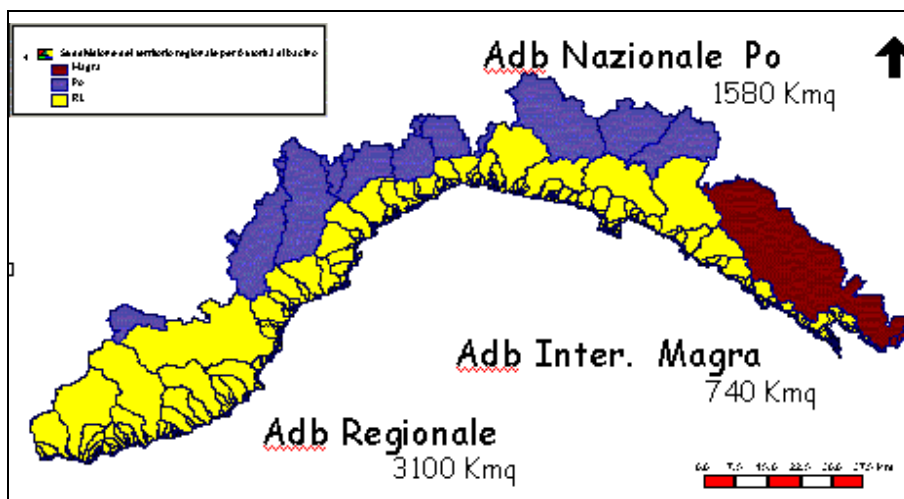 Magra
Po
RL
Adb Nazionale Po
1580 Kmq
Adb Inter. Magra
740 Kmq
Adb Regionale
3100 Kmq